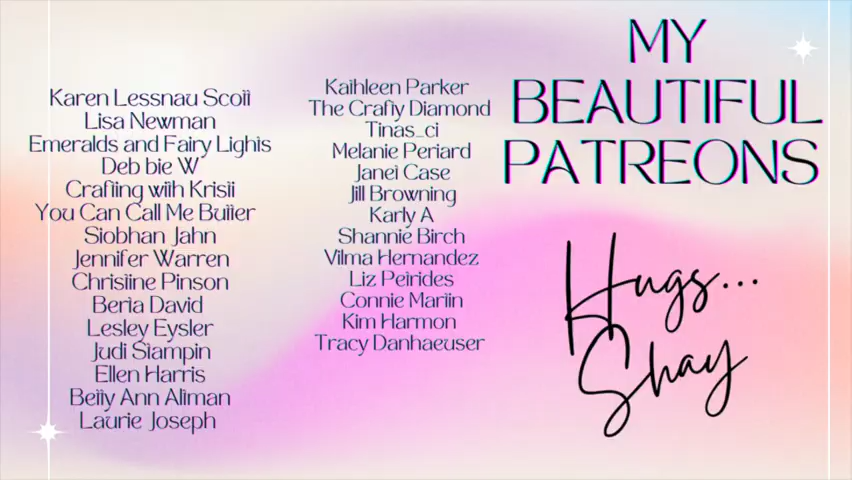 MY
BEAUTIFUL
PATREONS
Karen Lessnau Scott
Lisa Newman
Emeralds and Fairy Lights
Deb bie W
Crafting with Kristi
You Can Call Me Butter
Siobhan Jahn
Jennifer Warren
Christine Pinson
Berta David
Lesley Eysler
Judi Stampin
Ellen Harris
Betty Ann Altman
Laurie Joseph
Kathleen Parker
The Crafty Diamond
Tinas_ci
Melanie Periard
Janet Case
Jill Browning
Karly A
Shannie Birch
Vilma Hernandez
Liz Petrides
Connie Martin
Kim Harmon
Tracy Danhaeuser
Hugs...
Shay